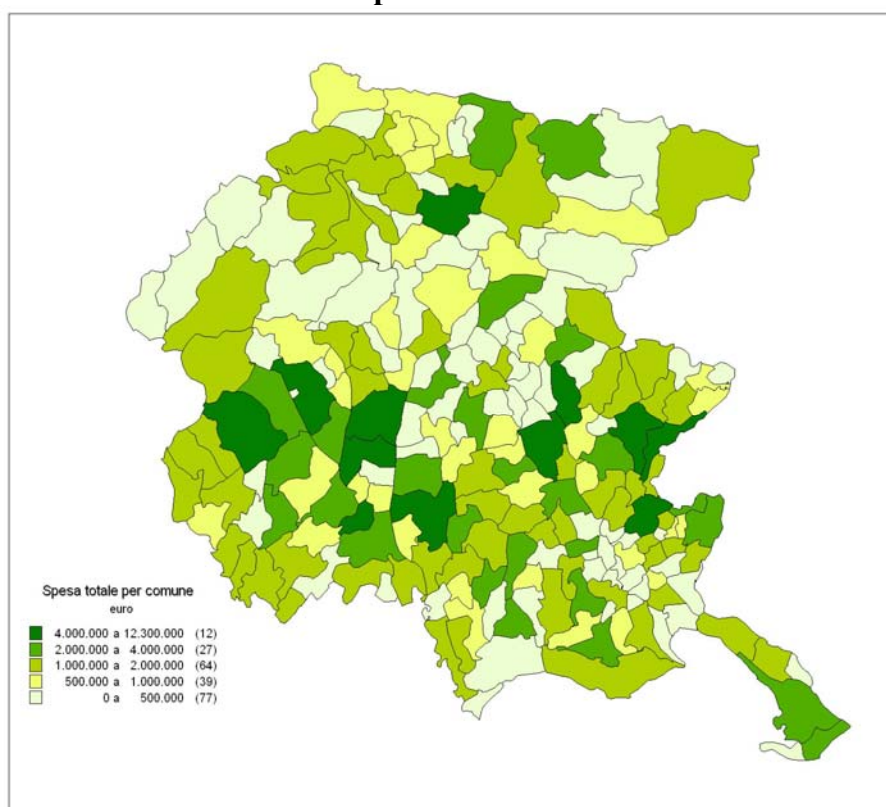 Spesa totale per comune
euro
4.000.000 a 12.300.000 (12)
2.000.000 a 4.000.000 (27)
1.000.000 a 2.000.000 (64)
500.000 a 1.000.000 (39)
0 a 500.000 (77)